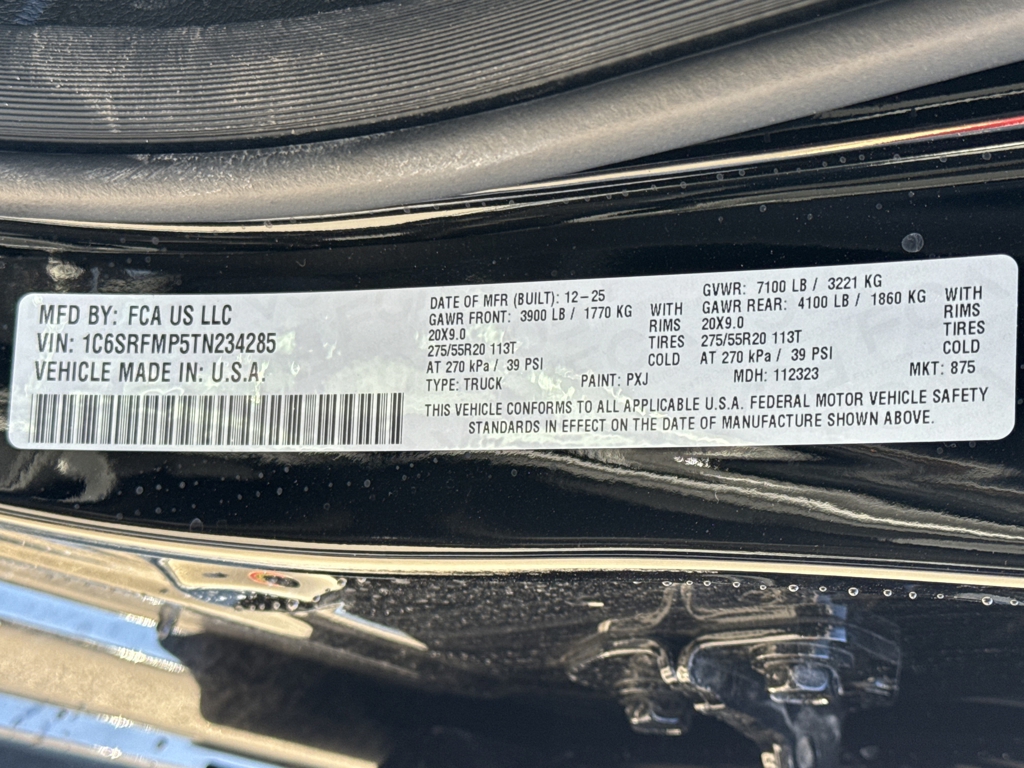 MFD BY: FCA US LLC
VIN: 1C6SRFMP5TN234285
VEHICLE MADE IN: U.S.A.
DATE OF MFR (BUILT): 12-25
GAWR FRONT: 3900 LB / 1770 KG
20X9.0
275/55R20 113T
AT 270 kPa / 39 PSI
WITH
RIMS
TIRES
COLD
GVWR: 7100 LB / 3221 KG
GAWR REAR: 4100 LB / 1860 KG
20X9.0
275/55R20 113T
AT 270 kPa / 39 PSI
WITH
RIMS
TIRES
COLD
TYPE: TRUCK PAINT: PXJ MDH: 112323 MKT: 875
THIS VEHICLE CONFORMS TO ALL APPLICABLE U.S.A. FEDERAL MOTOR VEHICLE SAFETY
STANDARDS IN EFFECT ON THE DATE OF MANUFACTURE SHOWN ABOVE.